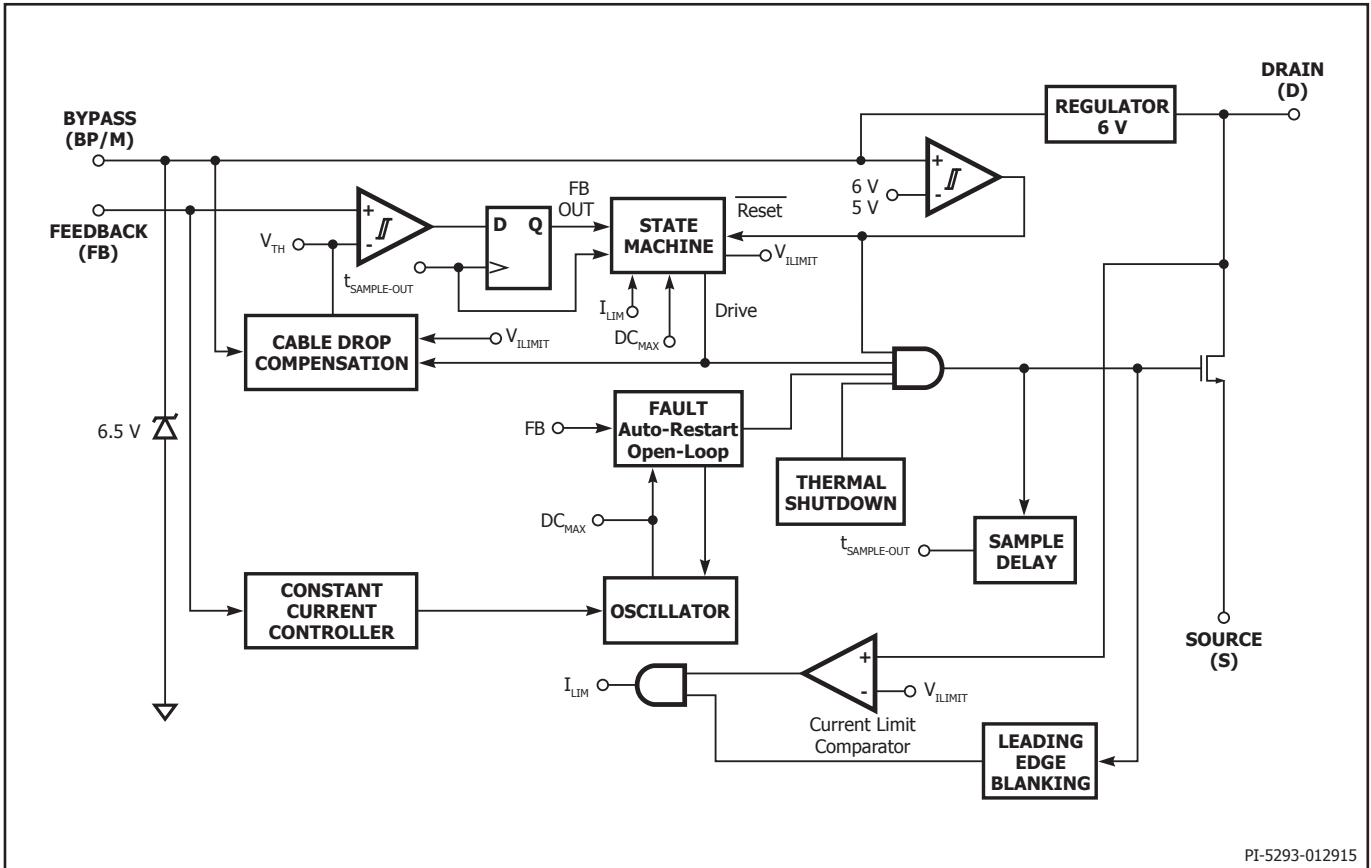 DRAIN
(D)
REGULATOR
6 V
BYPASS
(BP/M)
+
-
6 V
5 V
FEEDBACK
(FB)
+
-
V_TH
D Q
FB
OUT
STATE
MACHINE
Reset
V_ILIMIT
t_SAMPLE-OUT
I_LIM
DC_MAX
Drive
CABLE DROP
COMPENSATION
V_ILIMIT
6.5 V
FB
FAULT
Auto-Restart
Open-Loop
THERMAL
SHUTDOWN
DC_MAX
t_SAMPLE-OUT
SAMPLE
DELAY
CONSTANT
CURRENT
CONTROLLER
OSCILLATOR
SOURCE
(S)
+
-
V_ILIMIT
I_LIM
Current Limit
Comparator
LEADING
EDGE
BLANKING
PI-5293-012915